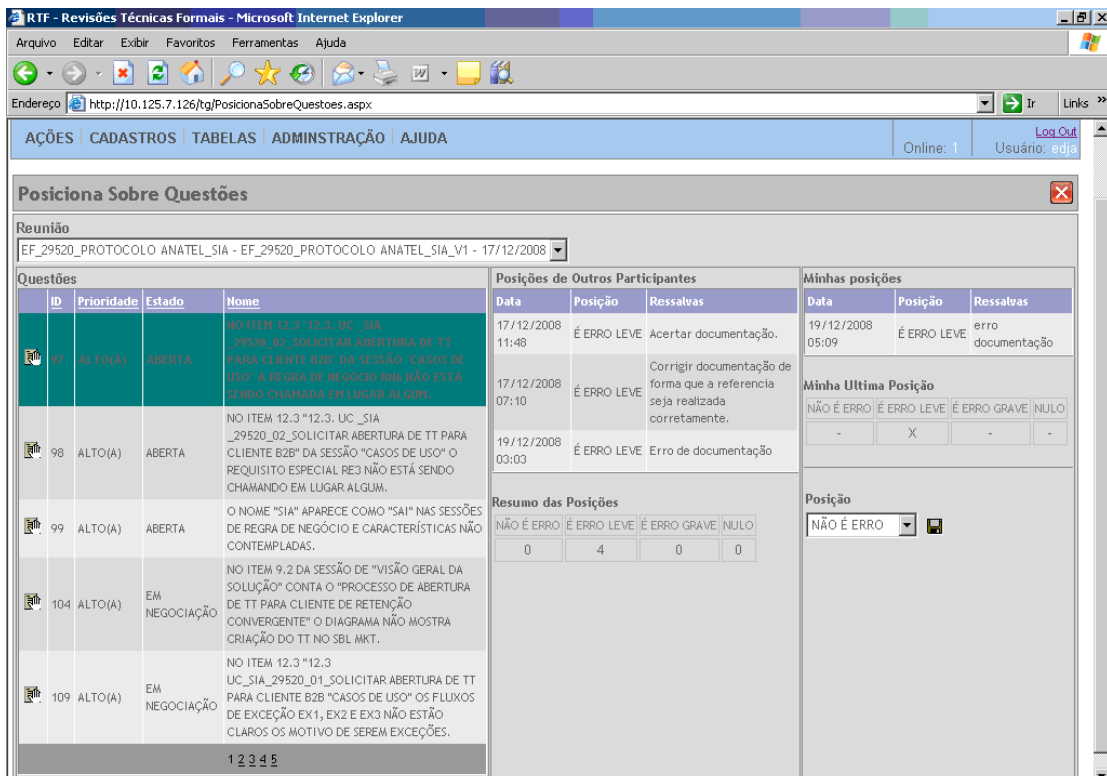 RTF - Revisões Técnicas Formais - Microsoft Internet Explorer
Arquivo Editar Exibir Favoritos Ferramentas Ajuda
Endereço http://10.125.7.126/tg/PosicionaSobreQuestoes.aspx Ir Links »
AÇÕES CADASTROS TABELAS ADMINSTRAÇÃO AJUDA
Online: 1
Log Out
Usuário: edja
Posiciona Sobre Questões
Reunião
EF_29520_PROTOCOLO ANATEL_SIA - EF_29520_PROTOCOLO ANATEL_SIA_V1 - 17/12/2008
Questões
ID Prioridade Estado Nome
97 ALTO(A) ABERTA
NO ITEM 12.3 "12.3. UC _SIA
_29520_02_SOLICITAR ABERTURA DE TT
PARA CLIENTE B2B" DA SESSÃO "CASOS DE
USO" A REGRA DE NEGÓCIO RN6 NÃO ESTÁ
SENDO CHAMADA EM LUGAR ALGUM.
98 ALTO(A) ABERTA
NO ITEM 12.3 "12.3. UC _SIA
_29520_02_SOLICITAR ABERTURA DE TT PARA
CLIENTE B2B" DA SESSÃO "CASOS DE USO" O
REQUISITO ESPECIAL RE3 NÃO ESTÁ SENDO
CHAMANDO EM LUGAR ALGUM.
99 ALTO(A) ABERTA
O NOME "SIA" APARECE COMO "SAI" NAS SESSÕES
DE REGRA DE NEGÓCIO E CARACTERÍSTICAS NÃO
CONTEMPLADAS.
104 ALTO(A) EM
NEGOCIAÇÃO
NO ITEM 9.2 DA SESSÃO DE "VISÃO GERAL DA
SOLUÇÃO" CONTA O "PROCESSO DE ABERTURA
DE TT PARA CLIENTE DE RETENÇÃO
CONVERGENTE" O DIAGRAMA NÃO MOSTRA
CRIAÇÃO DO TT NO SBL MKT.
109 ALTO(A) EM
NEGOCIAÇÃO
NO ITEM 12.3 "12.3
UC_SIA_29520_01_SOLICITAR ABERTURA DE TT
PARA CLIENTE B2B "CASOS DE USO" OS FLUXOS
DE EXCEÇÃO EX1, EX2 E EX3 NÃO ESTÃO
CLAROS OS MOTIVO DE SEREM EXCEÇÕES.
1 2 3 4 5
Posições de Outros Participantes
Data Posição Ressalvas
17/12/2008
11:48
É ERRO LEVE Acertar documentação.
17/12/2008
07:10
É ERRO LEVE
Corrigir documentação de
forma que a referencia
seja realizada
corretamente.
19/12/2008
03:03
É ERRO LEVE Erro de documentação
Resumo das Posições
NÃO É ERRO É ERRO LEVE É ERRO GRAVE NULO
0 4 0 0
Minhas posições
Data Posição Ressalvas
19/12/2008
05:09
É ERRO LEVE
erro
documentação
Minha Ultima Posição
NÃO É ERRO É ERRO LEVE É ERRO GRAVE NULO
- X - -
Posição
NÃO É ERRO